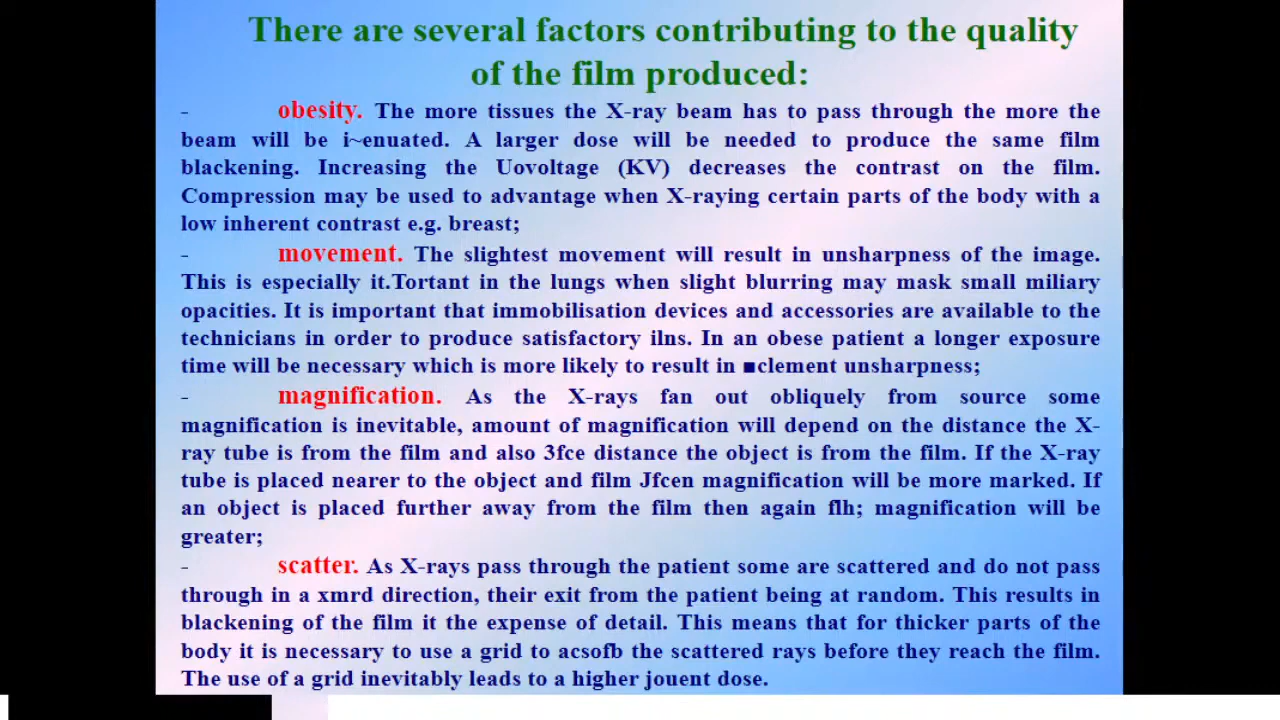 There are several factors contributing to the quality
of the film produced:
- obesity. The more tissues the X-ray beam has to pass through the more the
beam will be i~enuated. A larger dose will be needed to produce the same film
blackening. Increasing the Uovoltage (KV) decreases the contrast on the film.
Compression may be used to advantage when X-raying certain parts of the body with a
low inherent contrast e.g. breast;
- movement. The slightest movement will result in unsharpness of the image.
This is especially it.Tortant in the lungs when slight blurring may mask small miliary
opacities. It is important that immobilisation devices and accessories are available to the
technicians in order to produce satisfactory ilns. In an obese patient a longer exposure
time will be necessary which is more likely to result in ■clement unsharpness;
- magnification. As the X-rays fan out obliquely from source some
magnification is inevitable, amount of magnification will depend on the distance the X-
ray tube is from the film and also 3fce distance the object is from the film. If the X-ray
tube is placed nearer to the object and film Jfcen magnification will be more marked. If
an object is placed further away from the film then again flh; magnification will be
greater;
- scatter. As X-rays pass through the patient some are scattered and do not pass
through in a xmrd direction, their exit from the patient being at random. This results in
blackening of the film it the expense of detail. This means that for thicker parts of the
body it is necessary to use a grid to acsofb the scattered rays before they reach the film.
The use of a grid inevitably leads to a higher jouent dose.